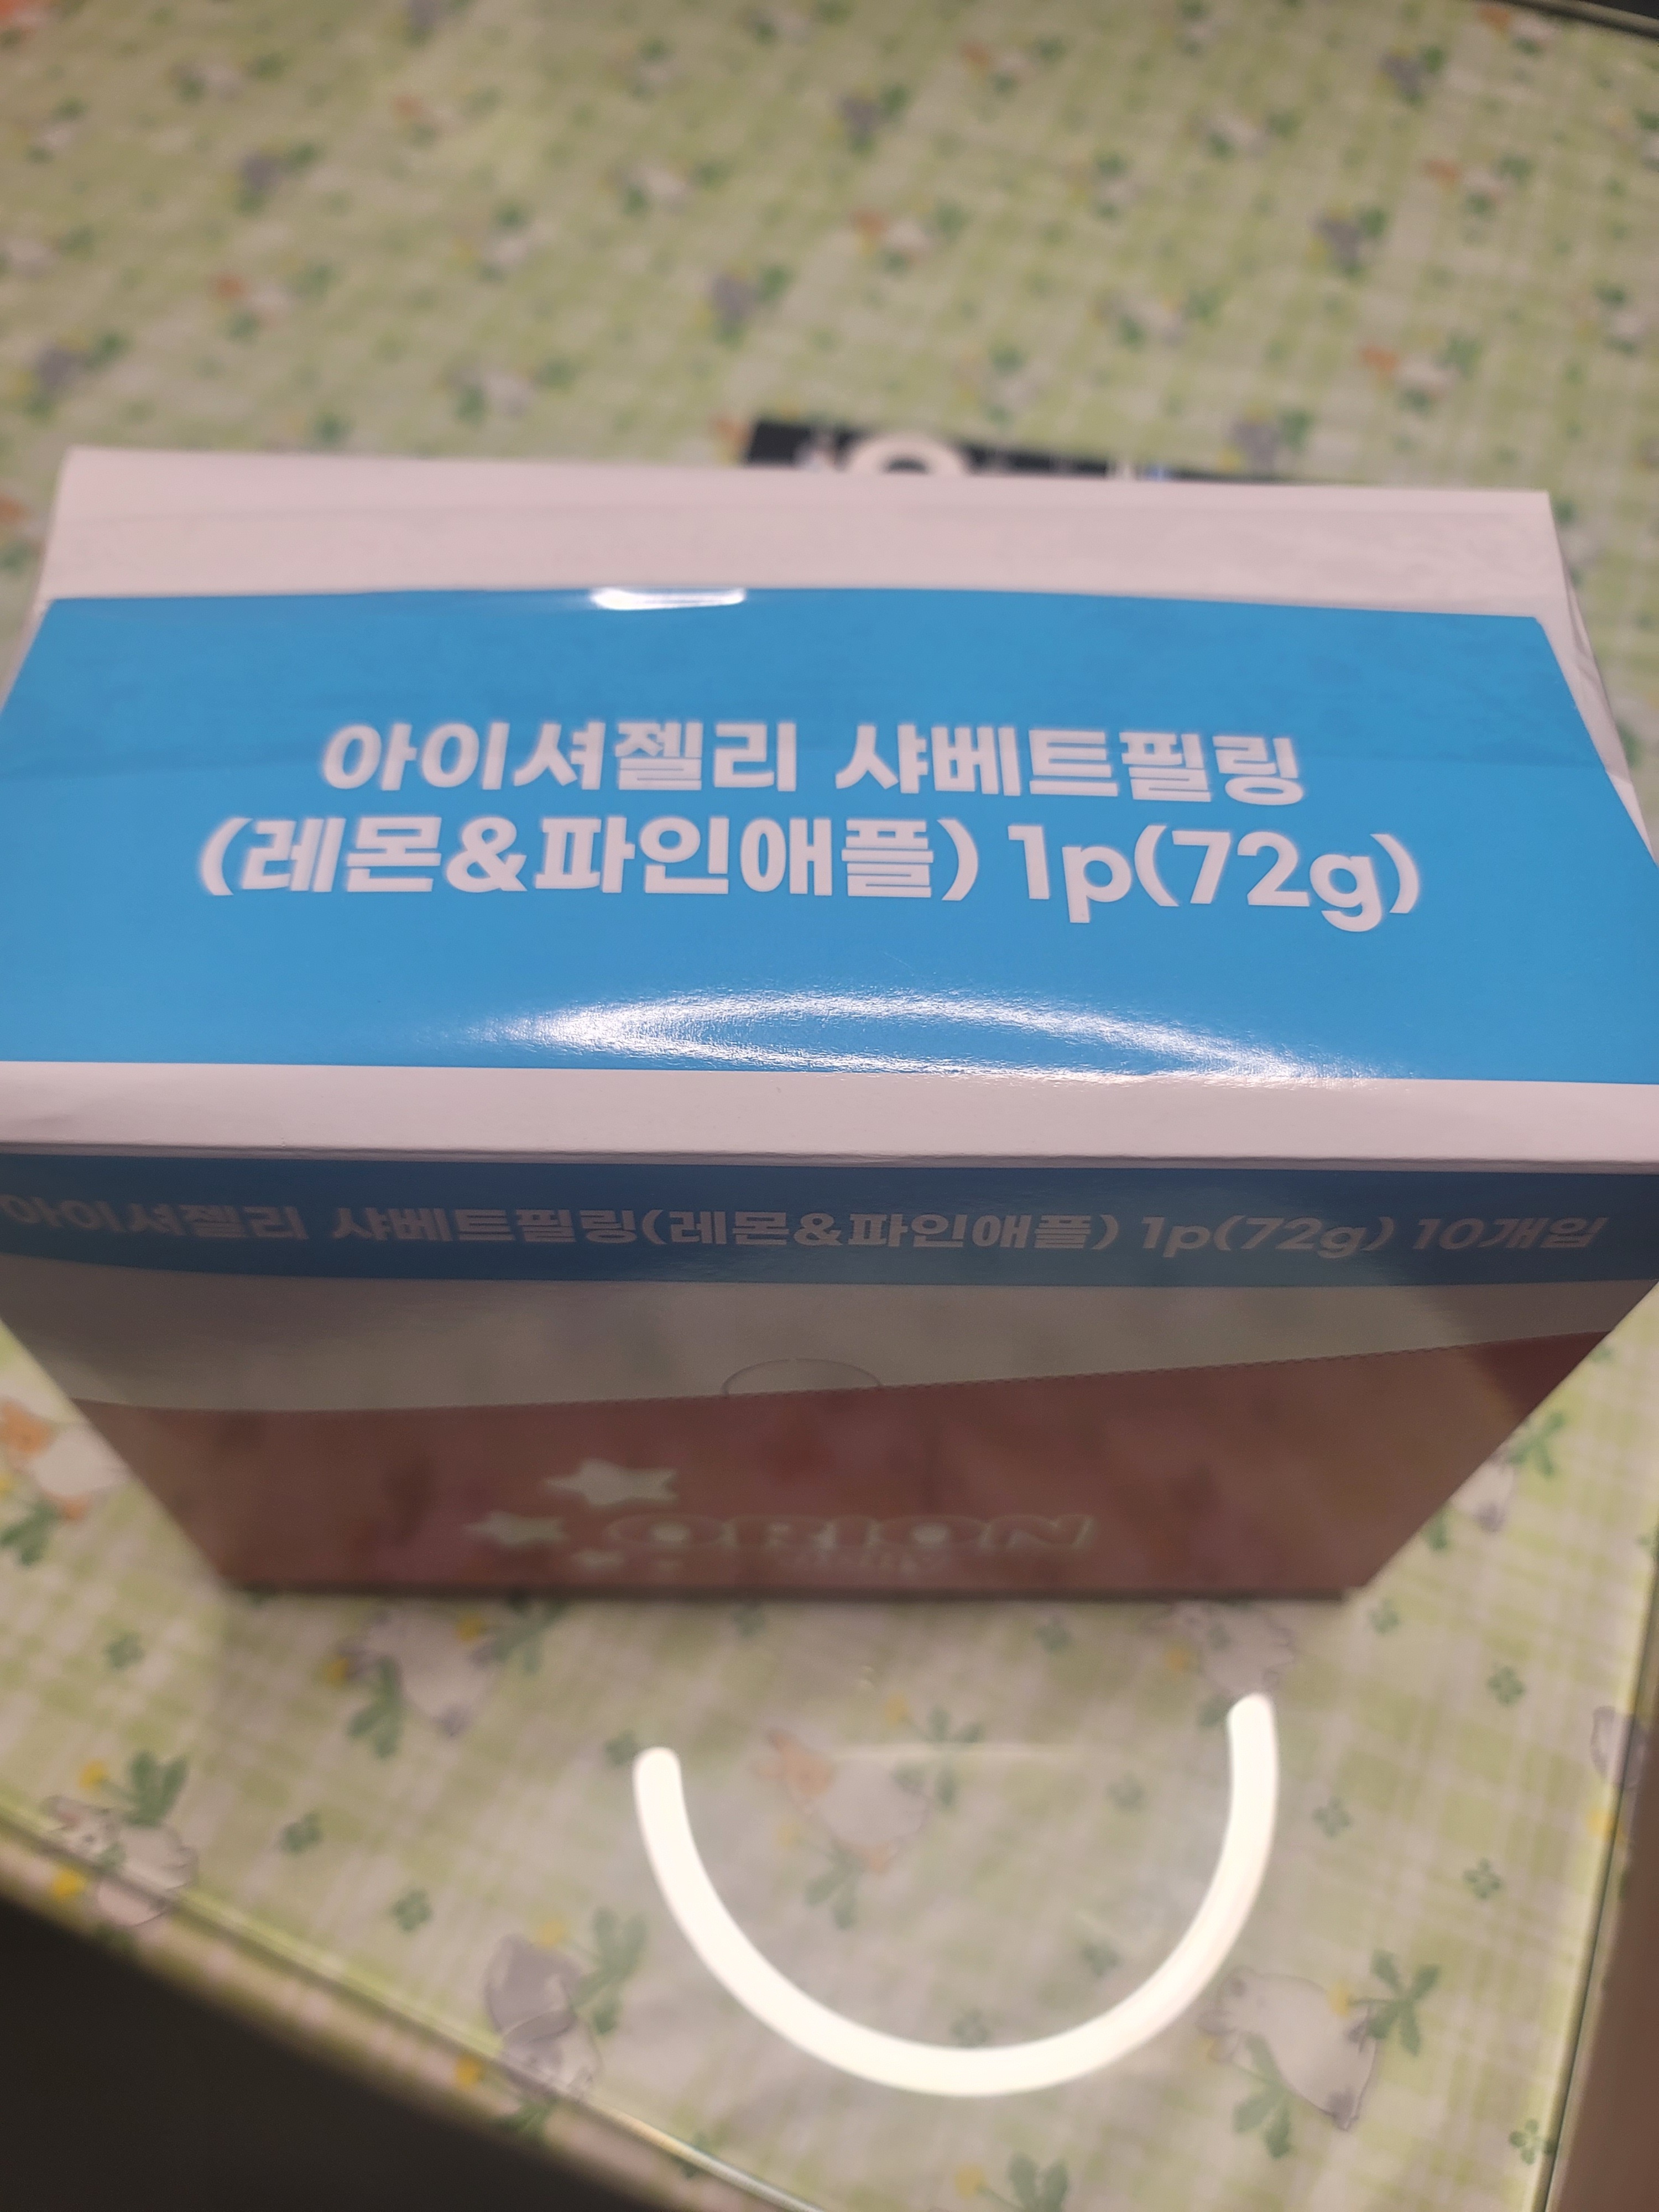 아이셔젤리 샤베트필링
(레몬&파인애플) 1p(72g)
아이셔젤리 샤베트필링(레몬&파인애플) 1p(72g) 10개입
ORION